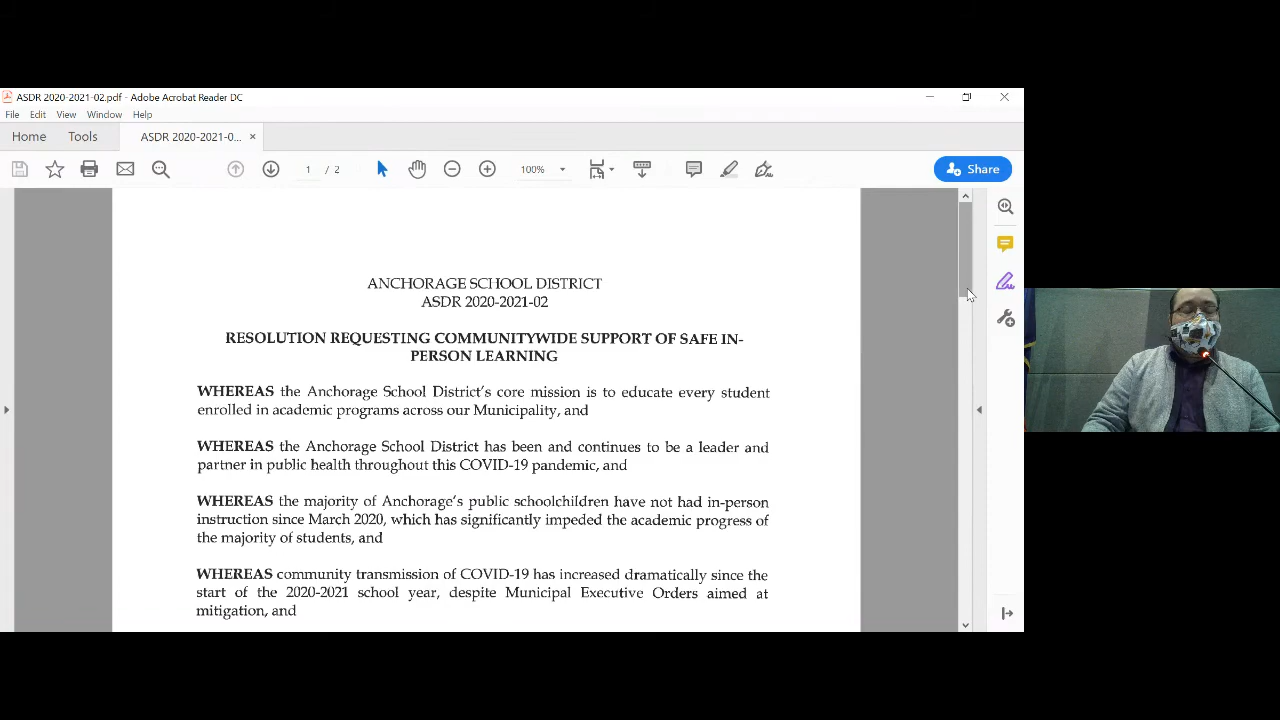 ASDR 2020-2021-02.pdf - Adobe Acrobat Reader DC
File Edit View Window Help
Home Tools ASDR 2020-2021-0... ×
1 / 2 100% Share
ANCHORAGE SCHOOL DISTRICT
ASDR 2020-2021-02
RESOLUTION REQUESTING COMMUNITYWIDE SUPPORT OF SAFE IN-
PERSON LEARNING
WHEREAS the Anchorage School District's core mission is to educate every student
enrolled in academic programs across our Municipality, and
WHEREAS the Anchorage School District has been and continues to be a leader and
partner in public health throughout this COVID-19 pandemic, and
WHEREAS the majority of Anchorage's public schoolchildren have not had in-person
instruction since March 2020, which has significantly impeded the academic progress of
the majority of students, and
WHEREAS community transmission of COVID-19 has increased dramatically since the
start of the 2020-2021 school year, despite Municipal Executive Orders aimed at
mitigation, and